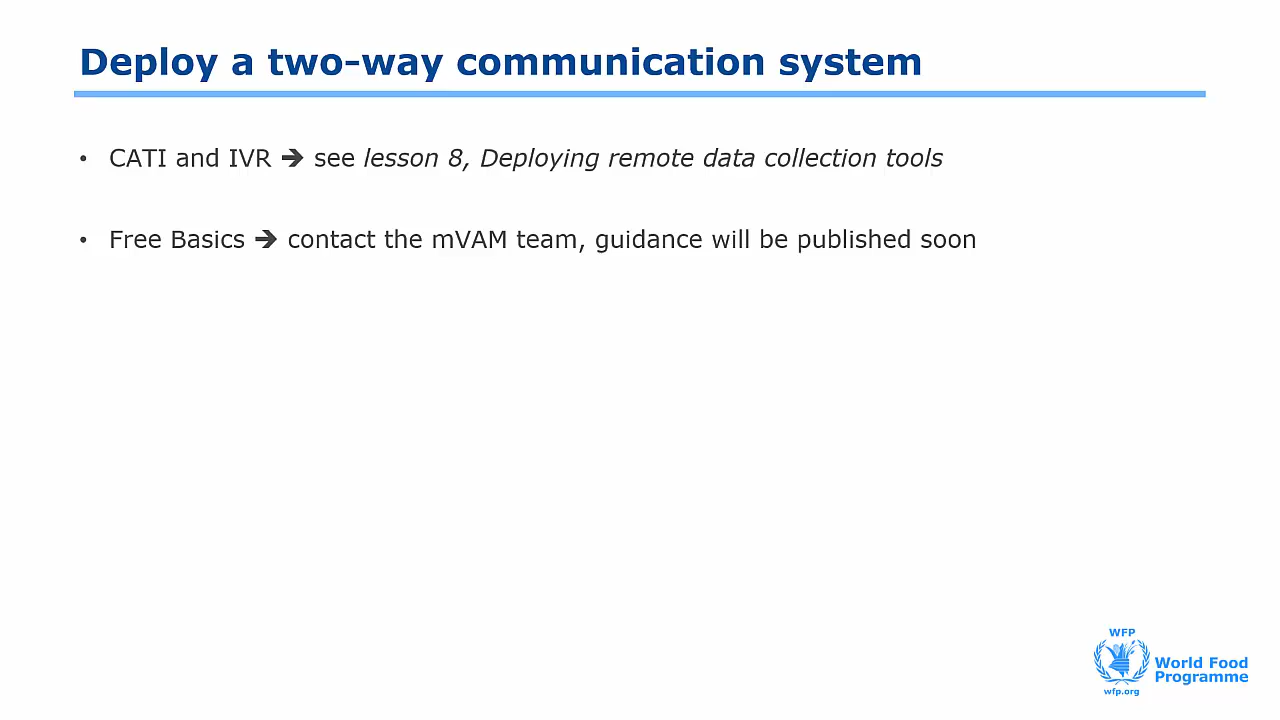 Deploy a two-way communication system
• CATI and IVR ➔ see lesson 8, Deploying remote data collection tools
• Free Basics ➔ contact the mVAM team, guidance will be published soon
WFP
wfp.org
World Food
Programme